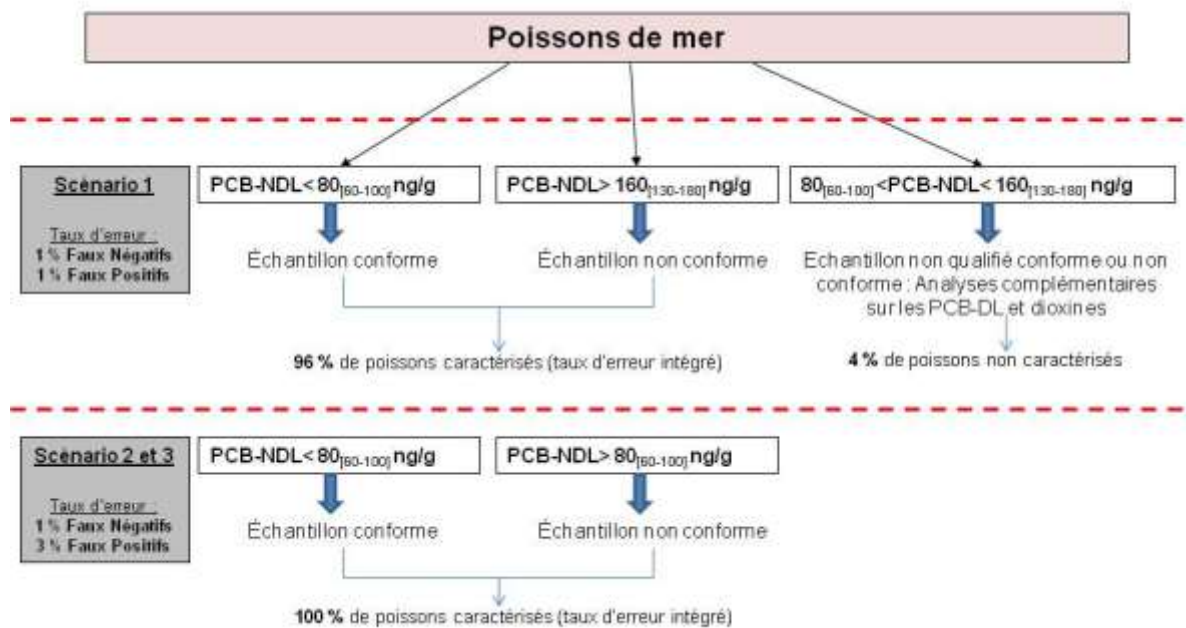 Poissons de mer
Scénario 1
Taux d'erreur :
1 % Faux Négatifs
1 % Faux Positifs
PCB-NDL< 80[60-100] ng/g
PCB-NDL> 160[130-180] ng/g
80[60-100] <PCB-NDL< 160[130-180] ng/g
Échantillon conforme
Échantillon non conforme
Echantillon non qualifié conforme ou non
conforme : Analyses complémentaires
sur les PCB-DL et dioxines
96 % de poissons caractérisés (taux d'erreur intégré)
4 % de poissons non caractérisés
Scénario 2 et 3
Taux d'erreur :
1 % Faux Négatifs
3 % Faux Positifs
PCB-NDL< 80[60-100] ng/g
PCB-NDL> 80[60-100] ng/g
Échantillon conforme
Échantillon non conforme
100 % de poissons caractérisés (taux d'erreur intégré)